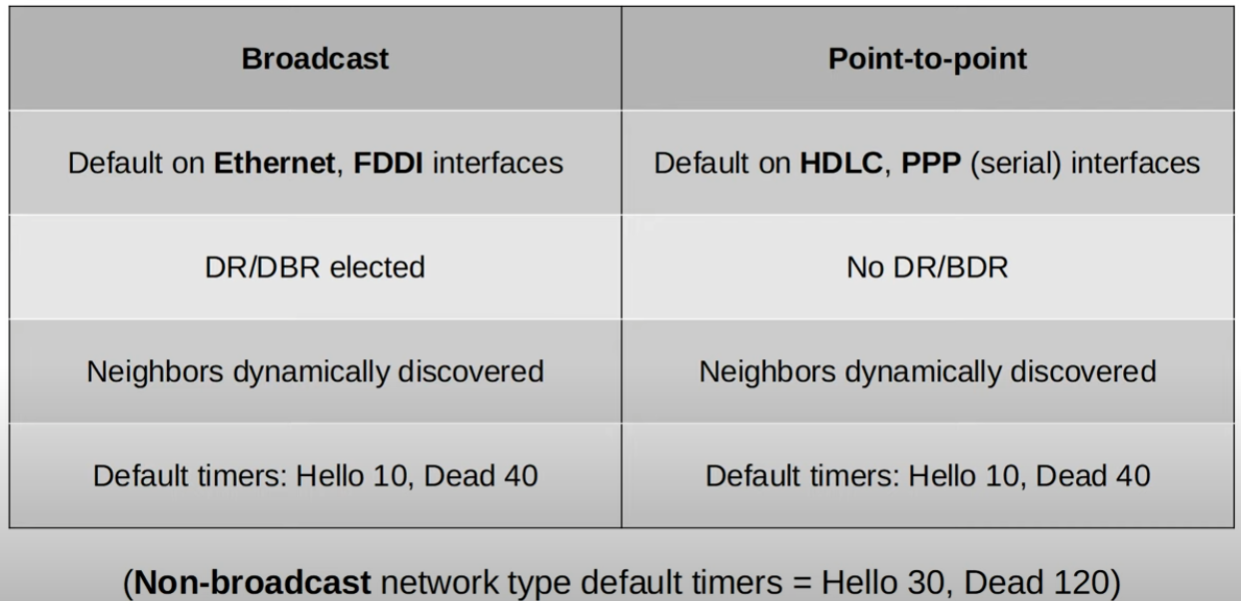 Broadcast
Point-to-point
Default on Ethernet, FDDI interfaces
Default on HDLC, PPP (serial) interfaces
DR/DBR elected
No DR/BDR
Neighbors dynamically discovered
Neighbors dynamically discovered
Default timers: Hello 10, Dead 40
Default timers: Hello 10, Dead 40
(Non-broadcast network type default timers = Hello 30, Dead 120)